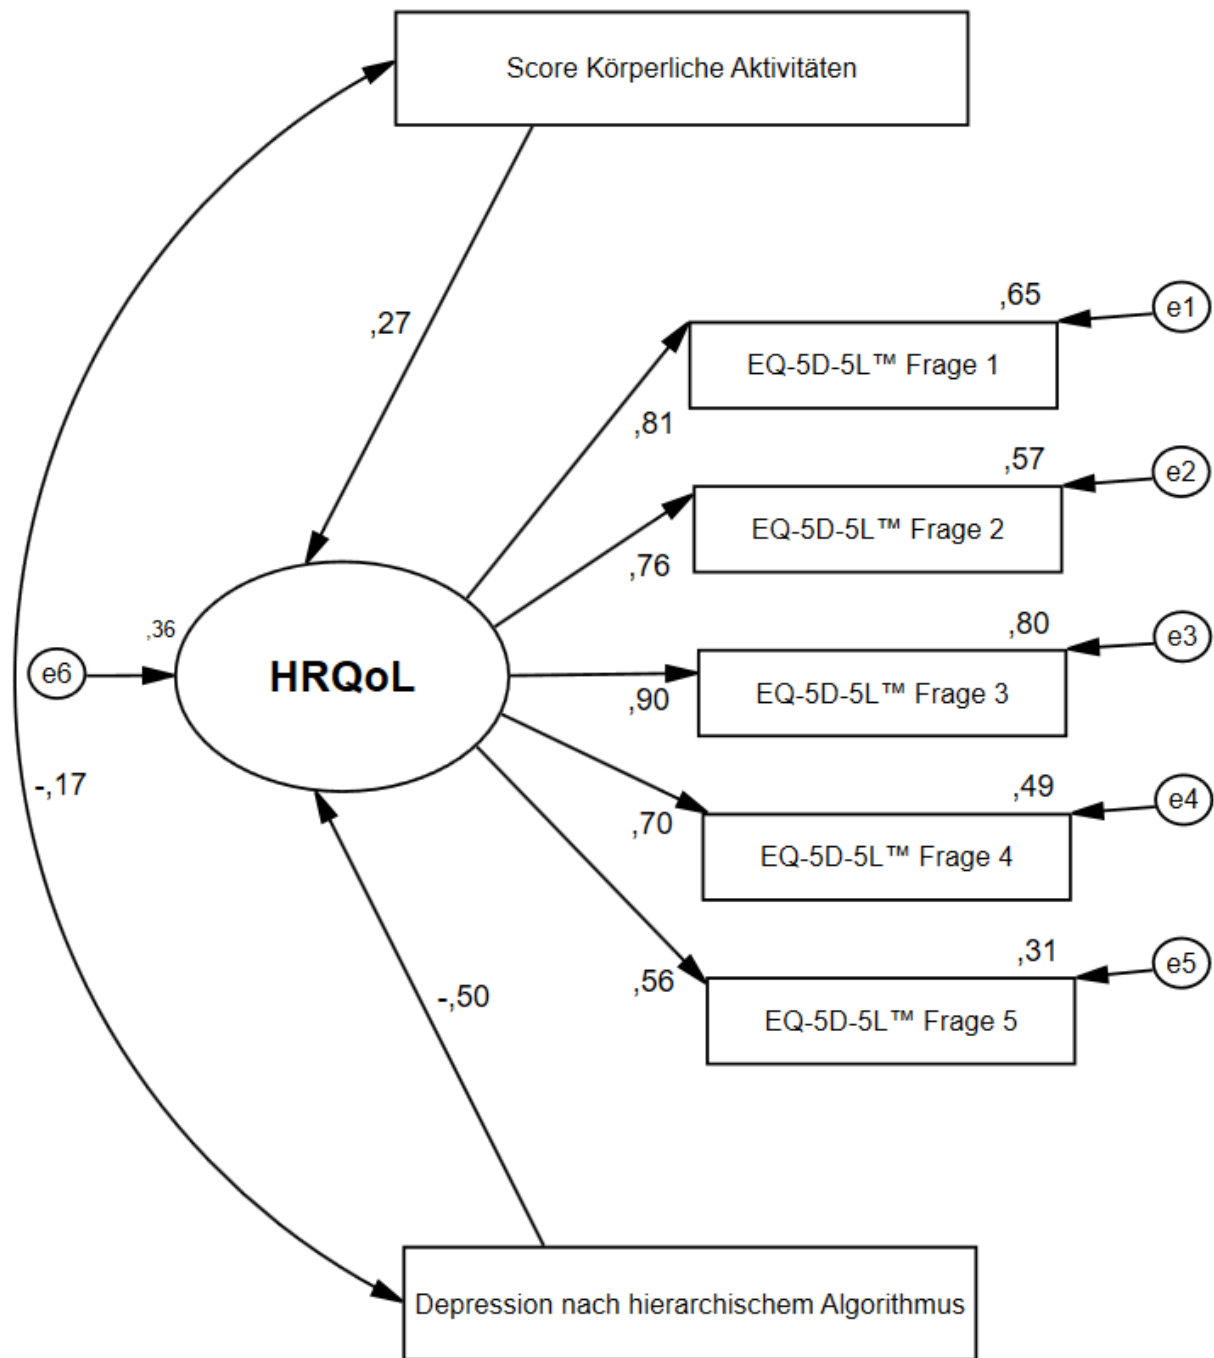 Score Körperliche Aktivitäten
,27
,65
e1
EQ-5D-5L™ Frage 1
,81
,57
e2
EQ-5D-5L™ Frage 2
,76
,80
e3
EQ-5D-5L™ Frage 3
,90
,36
e6
HRQoL
-,17
,49
e4
EQ-5D-5L™ Frage 4
,70
,31
e5
EQ-5D-5L™ Frage 5
,56
-,50
Depression nach hierarchischem Algorithmus